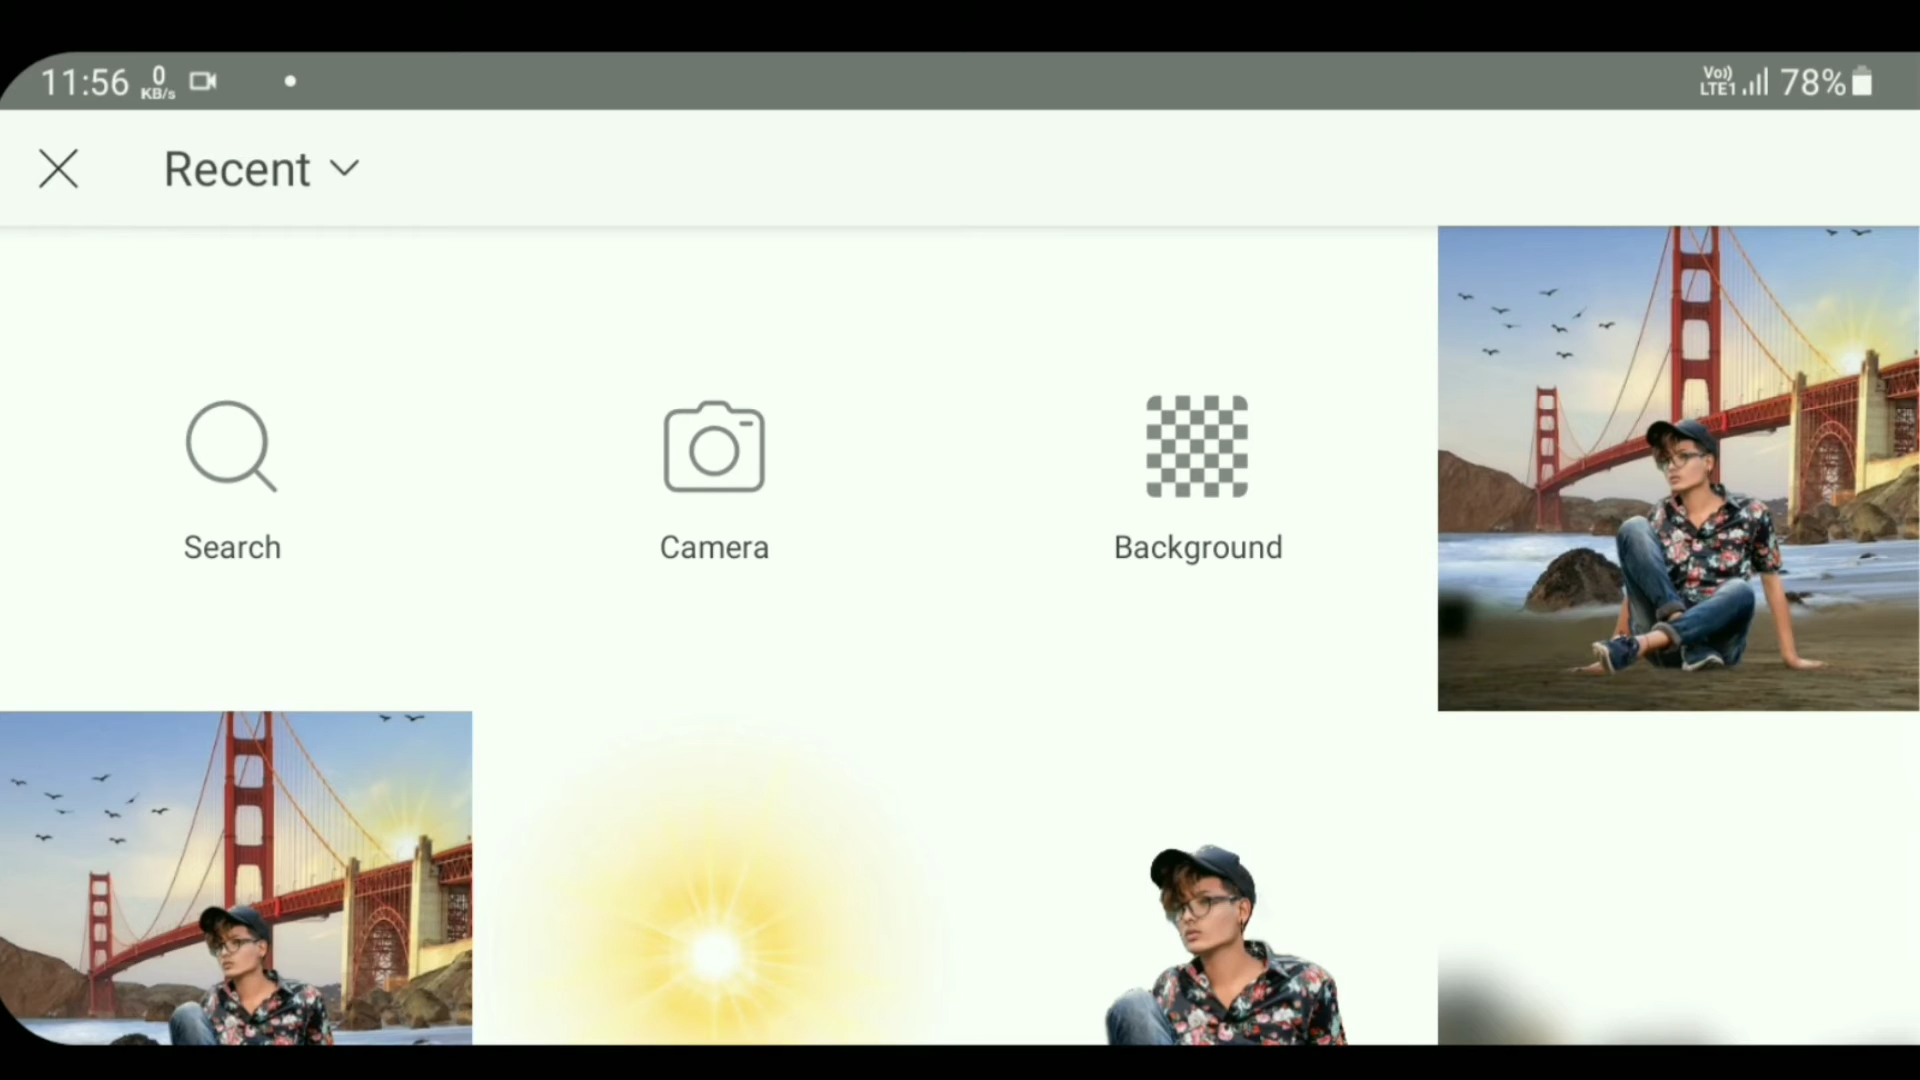 11:56 0 KB/s Vo)) LTE1 78%
Recent
Search Camera Background